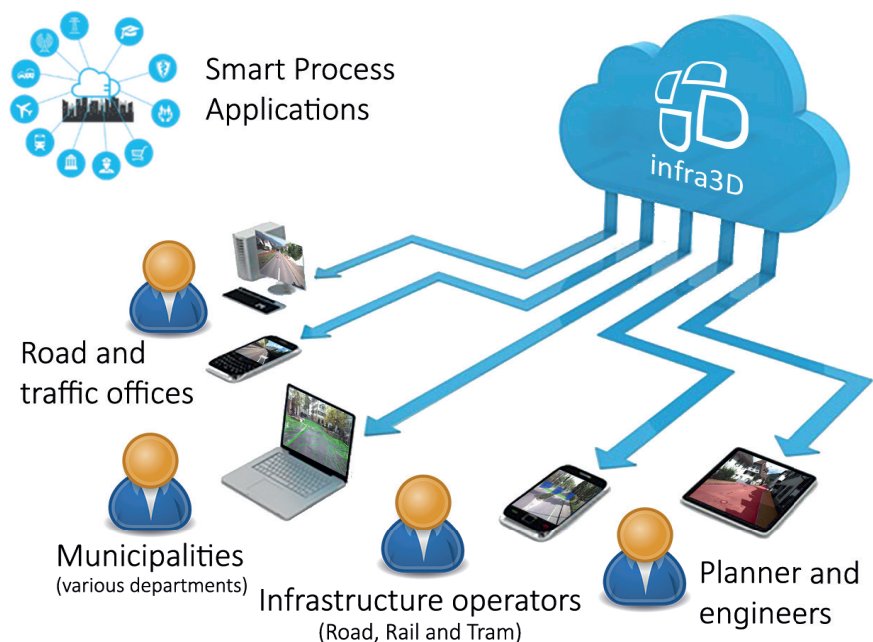 Smart Process
Applications
infra3D
Road and
traffic offices
Municipalities
(various departments)
Infrastructure operators
(Road, Rail and Tram)
Planner and
engineers